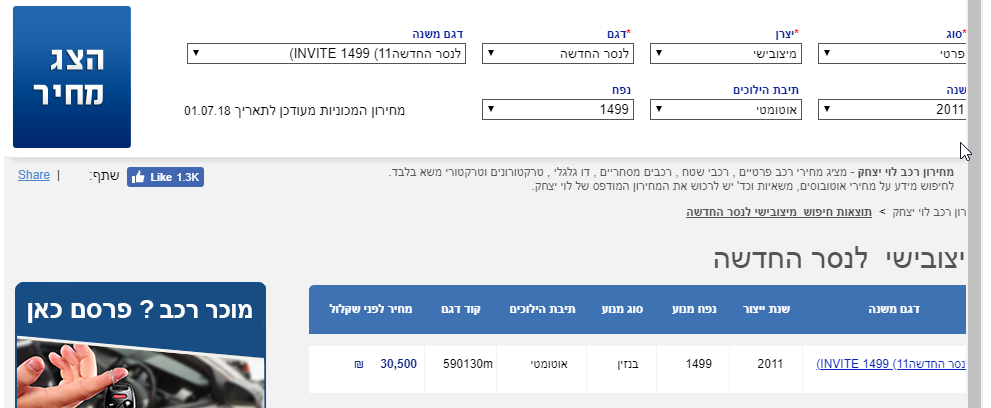 *סוג
*יצרן
*דגם
דגם משנה
פרטי
מיצובישי
לנסר החדשה
לנסר החדשה11) INVITE 1499)
הצג
מחיר
שנה
תיבת הילוכים
נפח
2011
אוטומטי
1499
מחירון המכוניות מעודכן לתאריך 01.07.18
מחירון רכב לוי יצחק - מציג מחירי רכב פרטיים , רכבי שטח , רכבים מסחריים , דו גלגלי , טרקטורונים וטרקטורי משא בלבד.
לחיפוש מידע על מחירי אוטובוסים, משאיות וכד' יש לרכוש את המחירון המודפס של לוי יצחק.
שתף:
Like 1.3K
| Share
רון רכב לוי יצחק > תוצאות חיפוש מיצובישי לנסר החדשה
יצובישי לנסר החדשה
דגם משנה
שנת ייצור
נפח מנוע
סוג מנוע
תיבת הילוכים
קוד דגם
מחיר לפני שקלול
נסר החדשה11) INVITE 1499)
2011
1499
בנזין
אוטומטי
590130m
30,500 ₪
מוכר רכב ? פרסם כאן